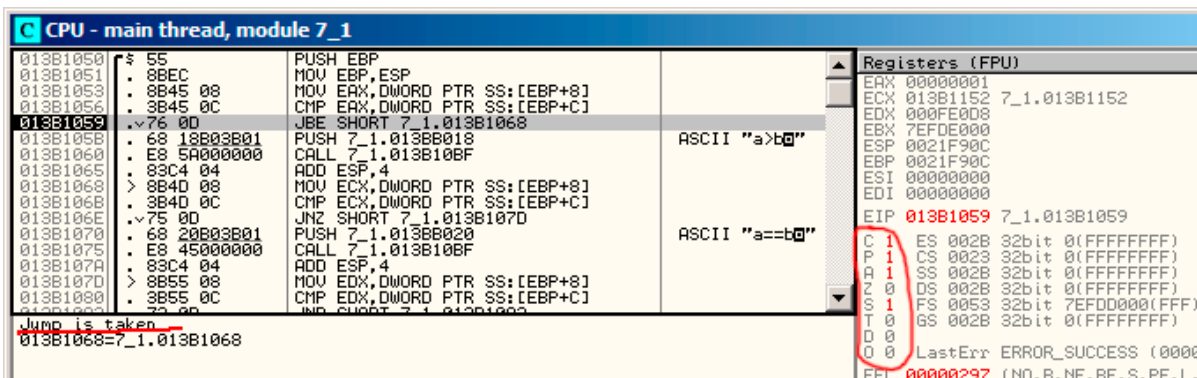 C CPU - main thread, module 7_1
013B1050 $ 55 PUSH EBP
013B1051 . 8BEC MOV EBP,ESP
013B1053 . 8B45 08 MOV EAX,DWORD PTR SS:[EBP+8]
013B1056 . 3B45 0C CMP EAX,DWORD PTR SS:[EBP+C]
013B1059 . 76 0D JBE SHORT 7_1.013B1068
013B105B . 68 18B03B01 PUSH 7_1.013BB018 ASCII "a>b◙"
013B1060 . E8 5A000000 CALL 7_1.013B10BF
013B1065 . 83C4 04 ADD ESP,4
013B1068 > 8B4D 08 MOV ECX,DWORD PTR SS:[EBP+8]
013B106B . 3B4D 0C CMP ECX,DWORD PTR SS:[EBP+C]
013B106E . 75 0D JNZ SHORT 7_1.013B107D
013B1070 . 68 20B03B01 PUSH 7_1.013BB020 ASCII "a==b◙"
013B1075 . E8 45000000 CALL 7_1.013B10BF
013B107A . 83C4 04 ADD ESP,4
013B107D > 8B55 08 MOV EDX,DWORD PTR SS:[EBP+8]
013B1080 . 3B55 0C CMP EDX,DWORD PTR SS:[EBP+C]
Jump is taken
013B1068=7_1.013B1068
Registers (FPU)
EAX 00000001
ECX 013B1152 7_1.013B1152
EDX 000FE0D8
EBX 7EFDE000
ESP 0021F90C
EBP 0021F90C
ESI 00000000
EDI 00000000
EIP 013B1059 7_1.013B1059
C 1 ES 002B 32bit 0(FFFFFFFF)
P 1 CS 0023 32bit 0(FFFFFFFF)
A 1 SS 002B 32bit 0(FFFFFFFF)
Z 0 DS 002B 32bit 0(FFFFFFFF)
S 1 FS 0053 32bit 7EFDD000(FFF)
T 0 GS 002B 32bit 0(FFFFFFFF)
D 0
O 0 LastErr ERROR_SUCCESS (0000
EFL 00000297 (NO,B,NE,BE,S,PE,L,